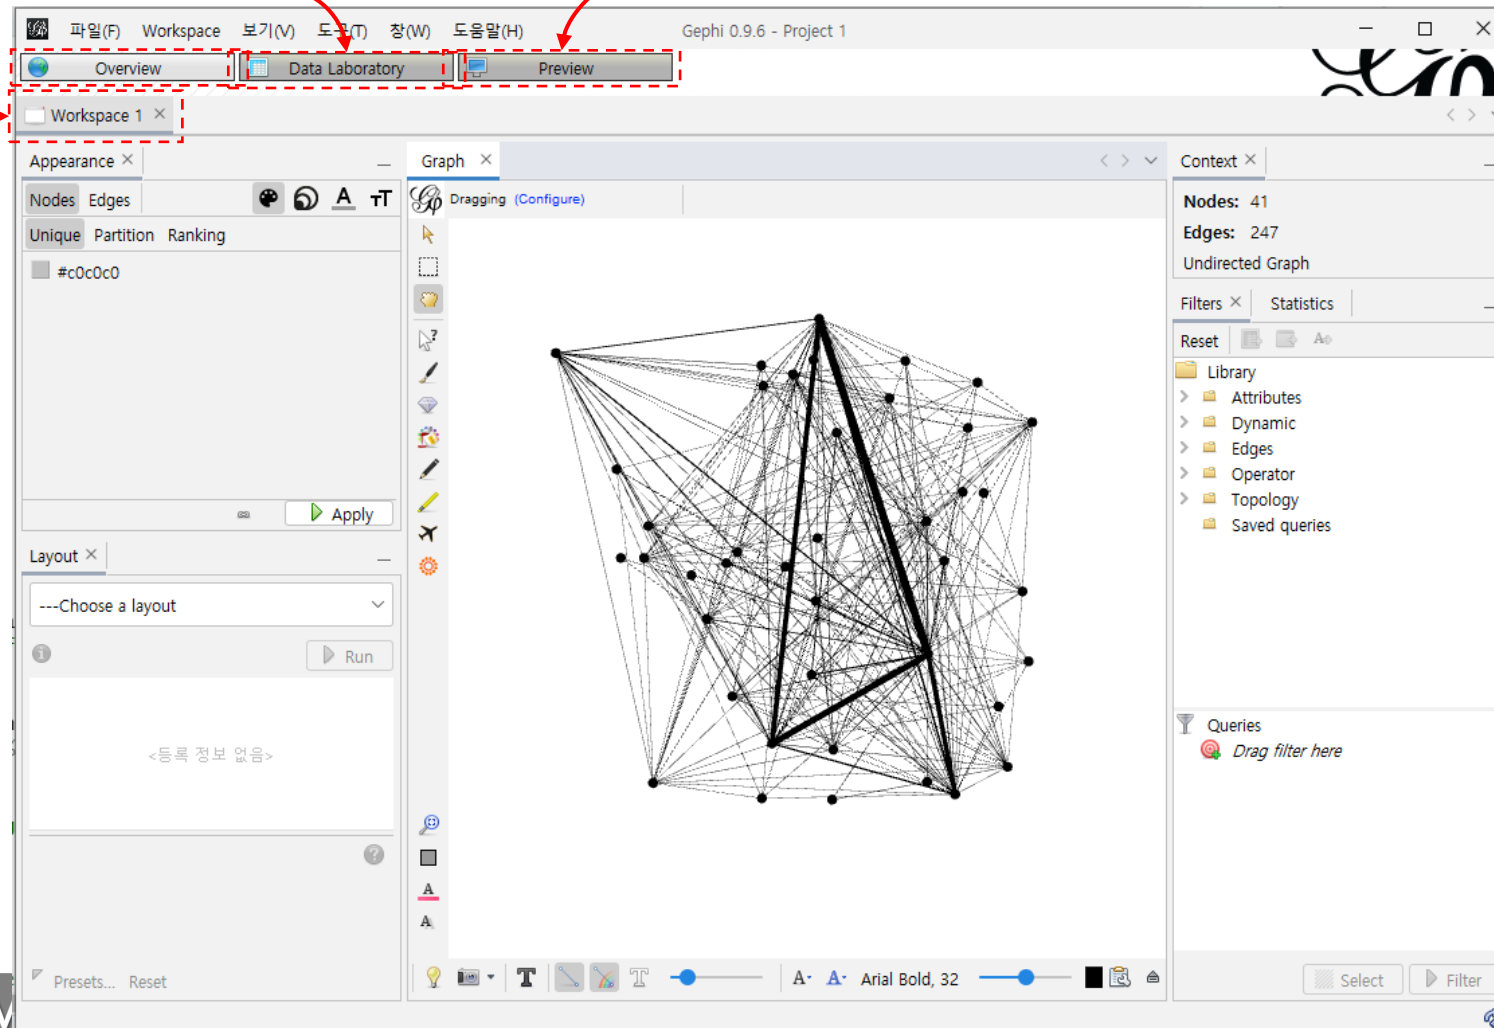 파일(F) Workspace 보기(V) 도구(T) 창(W) 도움말(H) Gephi 0.9.6 - Project 1
Overview Data Laboratory Preview
Workspace 1
Appearance
Nodes Edges
Unique Partition Ranking
#c0c0c0
Apply
Layout
---Choose a layout
Run
<등록 정보 없음>
Presets... Reset
Graph
Dragging (Configure)
Arial Bold, 32
Context
Nodes: 41
Edges: 247
Undirected Graph
Filters Statistics
Reset
Library
Attributes
Dynamic
Edges
Operator
Topology
Saved queries
Queries
Drag filter here
Select Filter